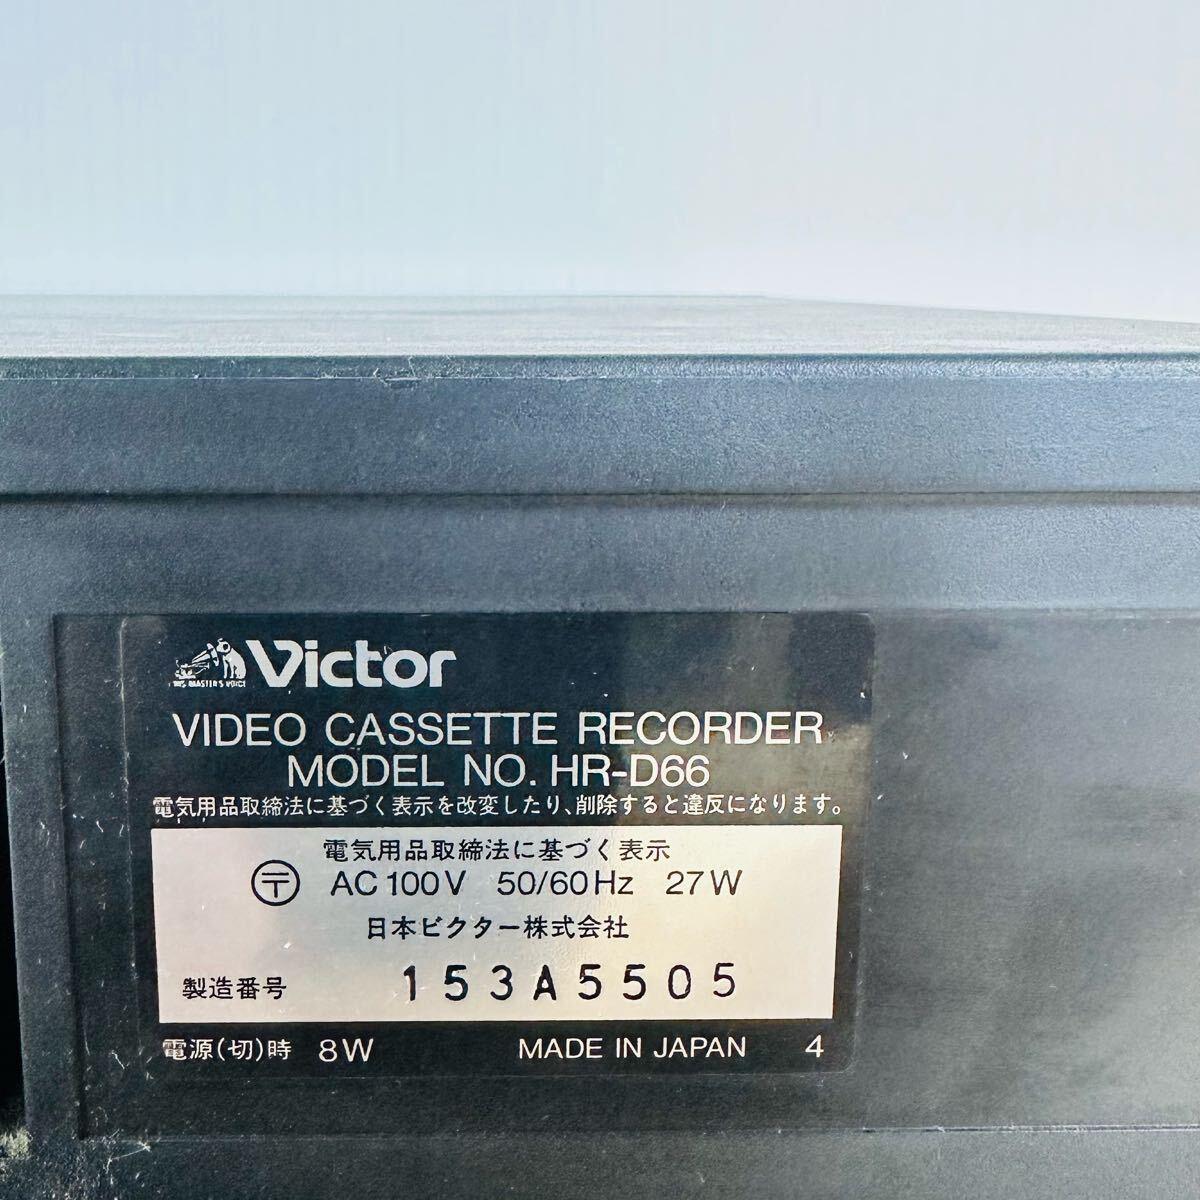 HIS MASTER'S VOICE
Victor
VIDEO CASSETTE RECORDER
MODEL NO. HR-D66
電気用品取締法に基づく表示を改変したり、削除すると違反になります。
電気用品取締法に基づく表示
〒 AC 100V 50/60Hz 27W
日本ビクター株式会社
製造番号 153A5505
電源(切)時 8W MADE IN JAPAN 4